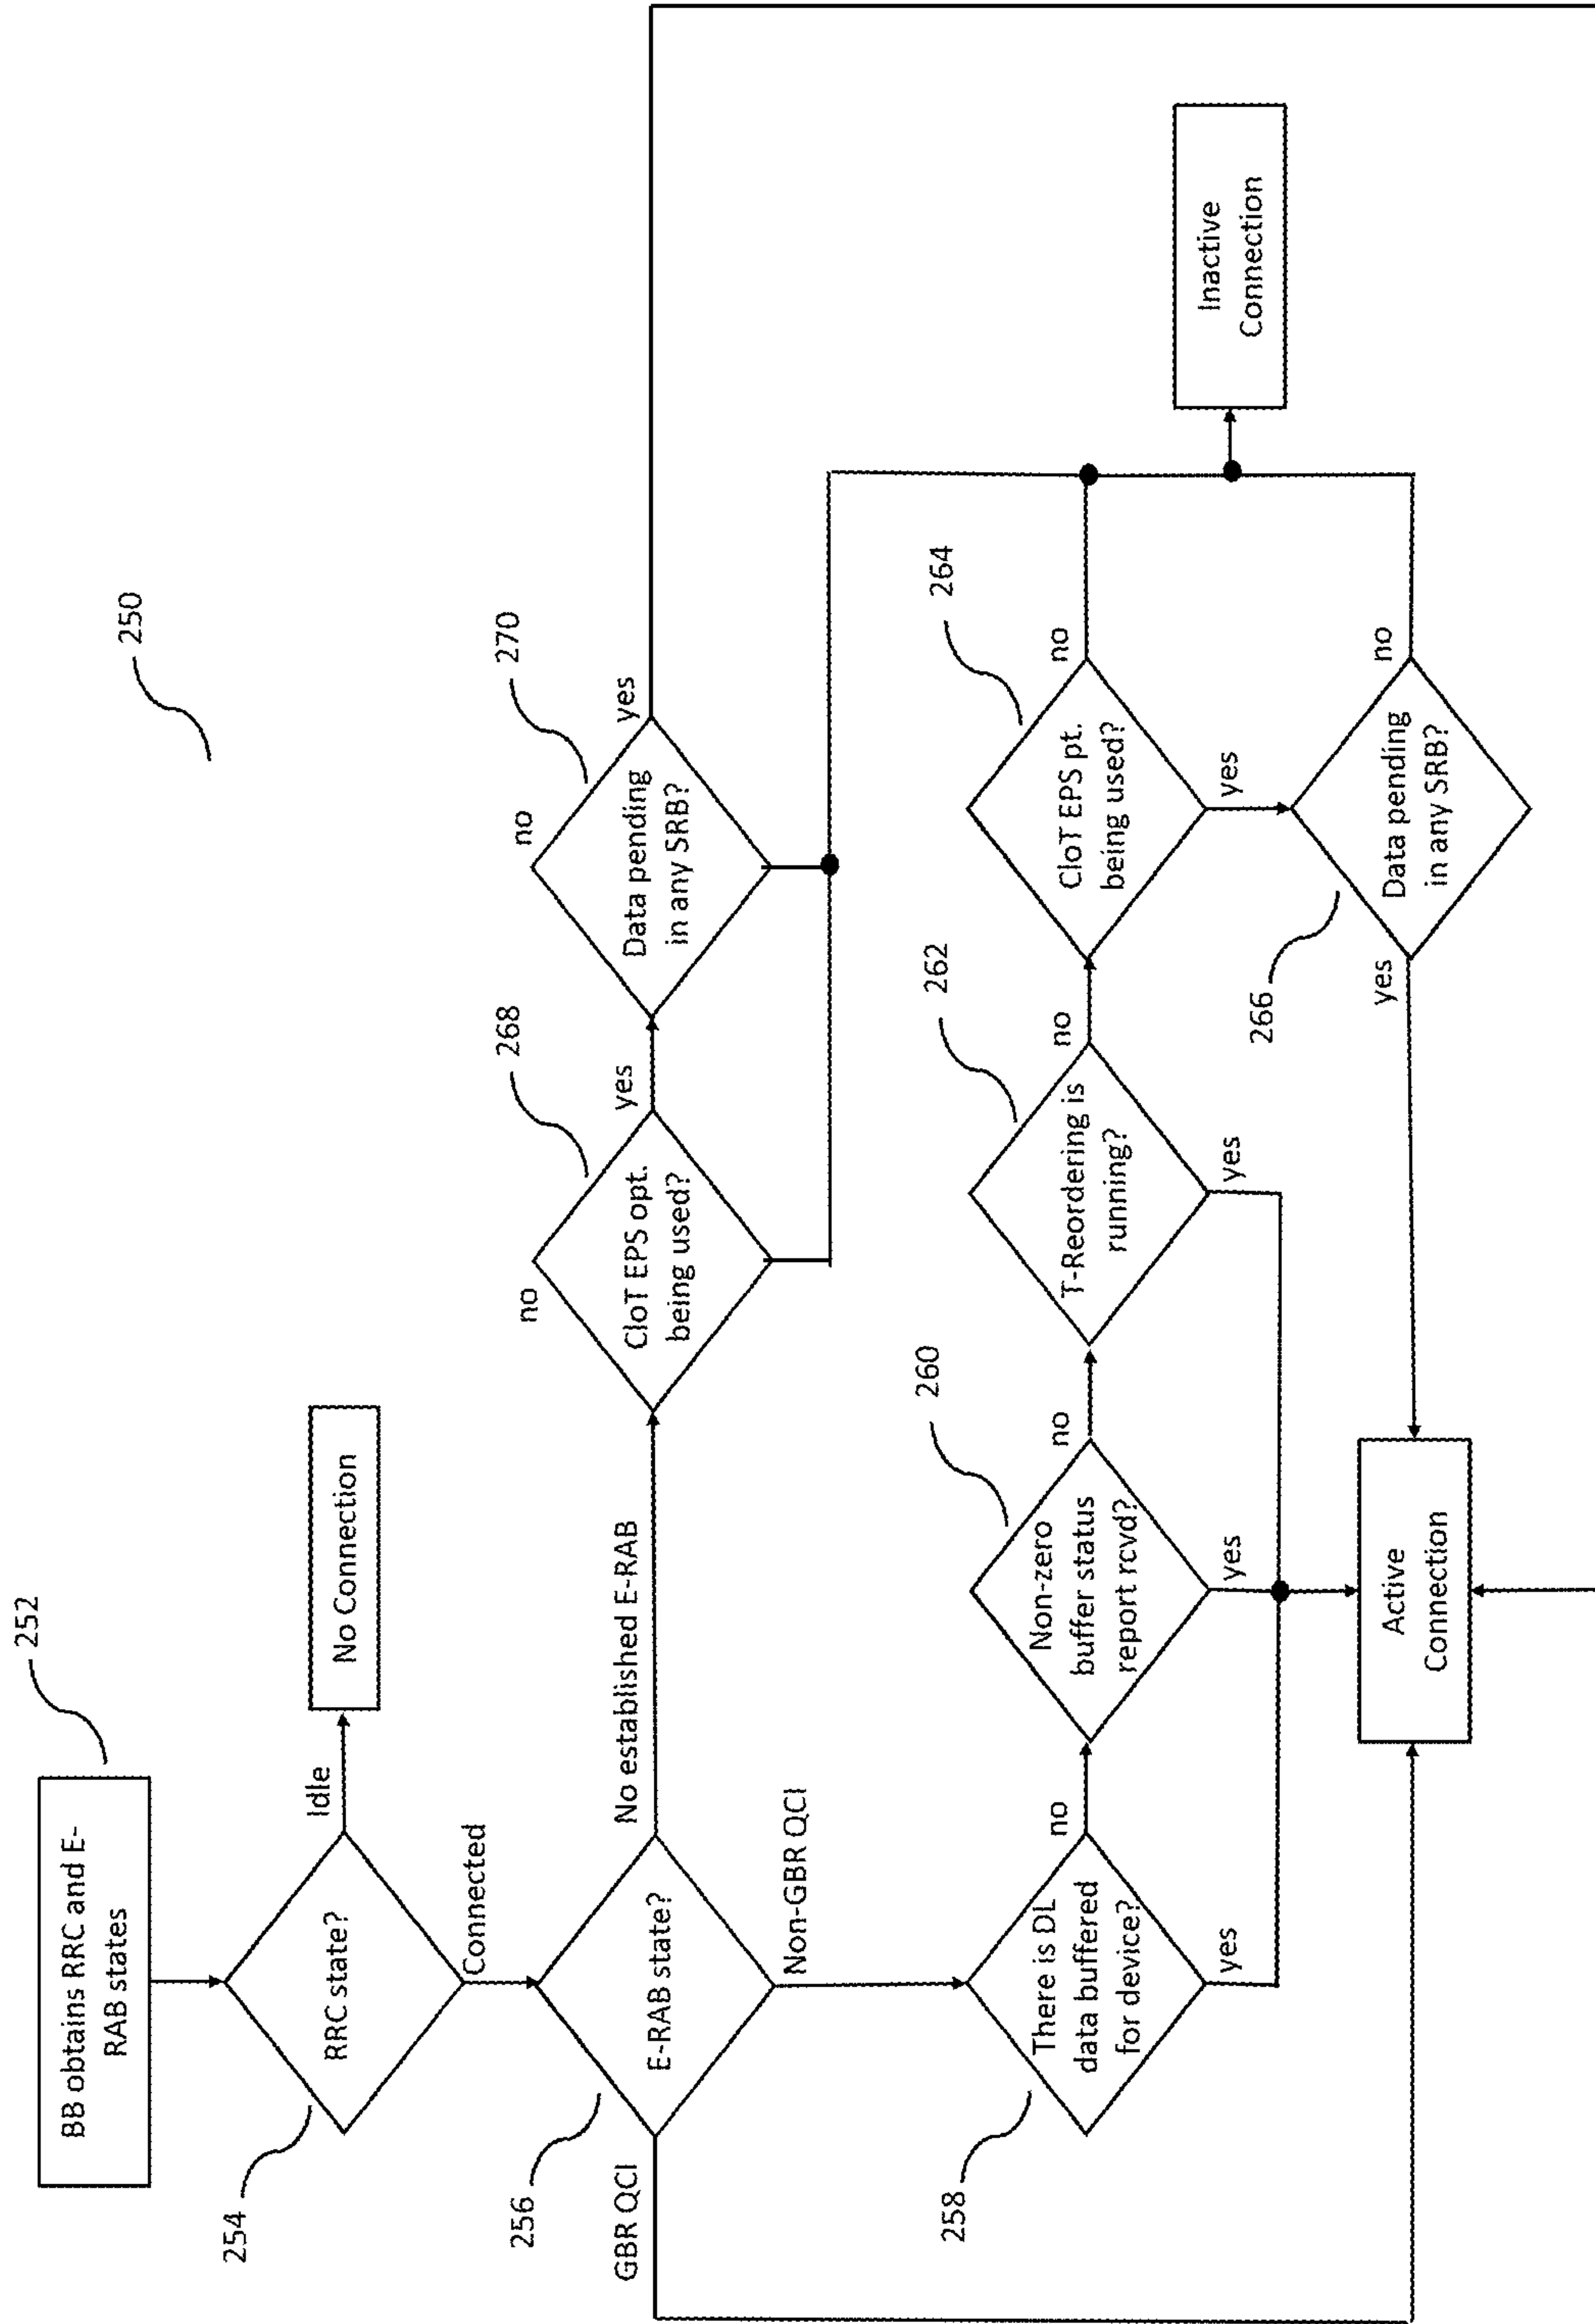 250
252
BB obtains RRC and E-
RAB states
254
RRC state?
Idle
No Connection
Connected
256
E-RAB state?
GBR QCI
No established E-RAB
Non-GBR QCI
268
CIoT EPS opt.
being used?
no
yes
270
Data pending
in any SRB?
no
yes
258
There is DL
data buffered
for device?
no
yes
260
Non-zero
buffer status
report rcvd?
no
yes
262
T-Reordering is
running?
no
yes
264
CIoT EPS pt.
being used?
no
yes
266
Data pending
in any SRB?
yes
no
Active
Connection
Inactive
Connection